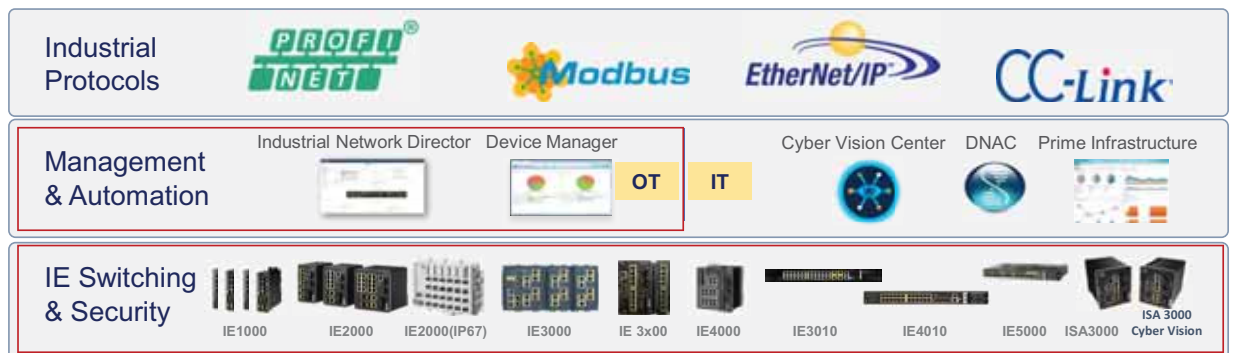 Industrial
Protocols
PROFI®
NET
Modbus
EtherNet/IP
CC-Link
Management
& Automation
Industrial Network Director
Device Manager
OT
IT
Cyber Vision Center
DNAC
Prime Infrastructure
IE Switching
& Security
IE1000
IE2000
IE2000(IP67)
IE3000
IE 3x00
IE4000
IE3010
IE4010
IE5000
ISA3000
ISA 3000
Cyber Vision